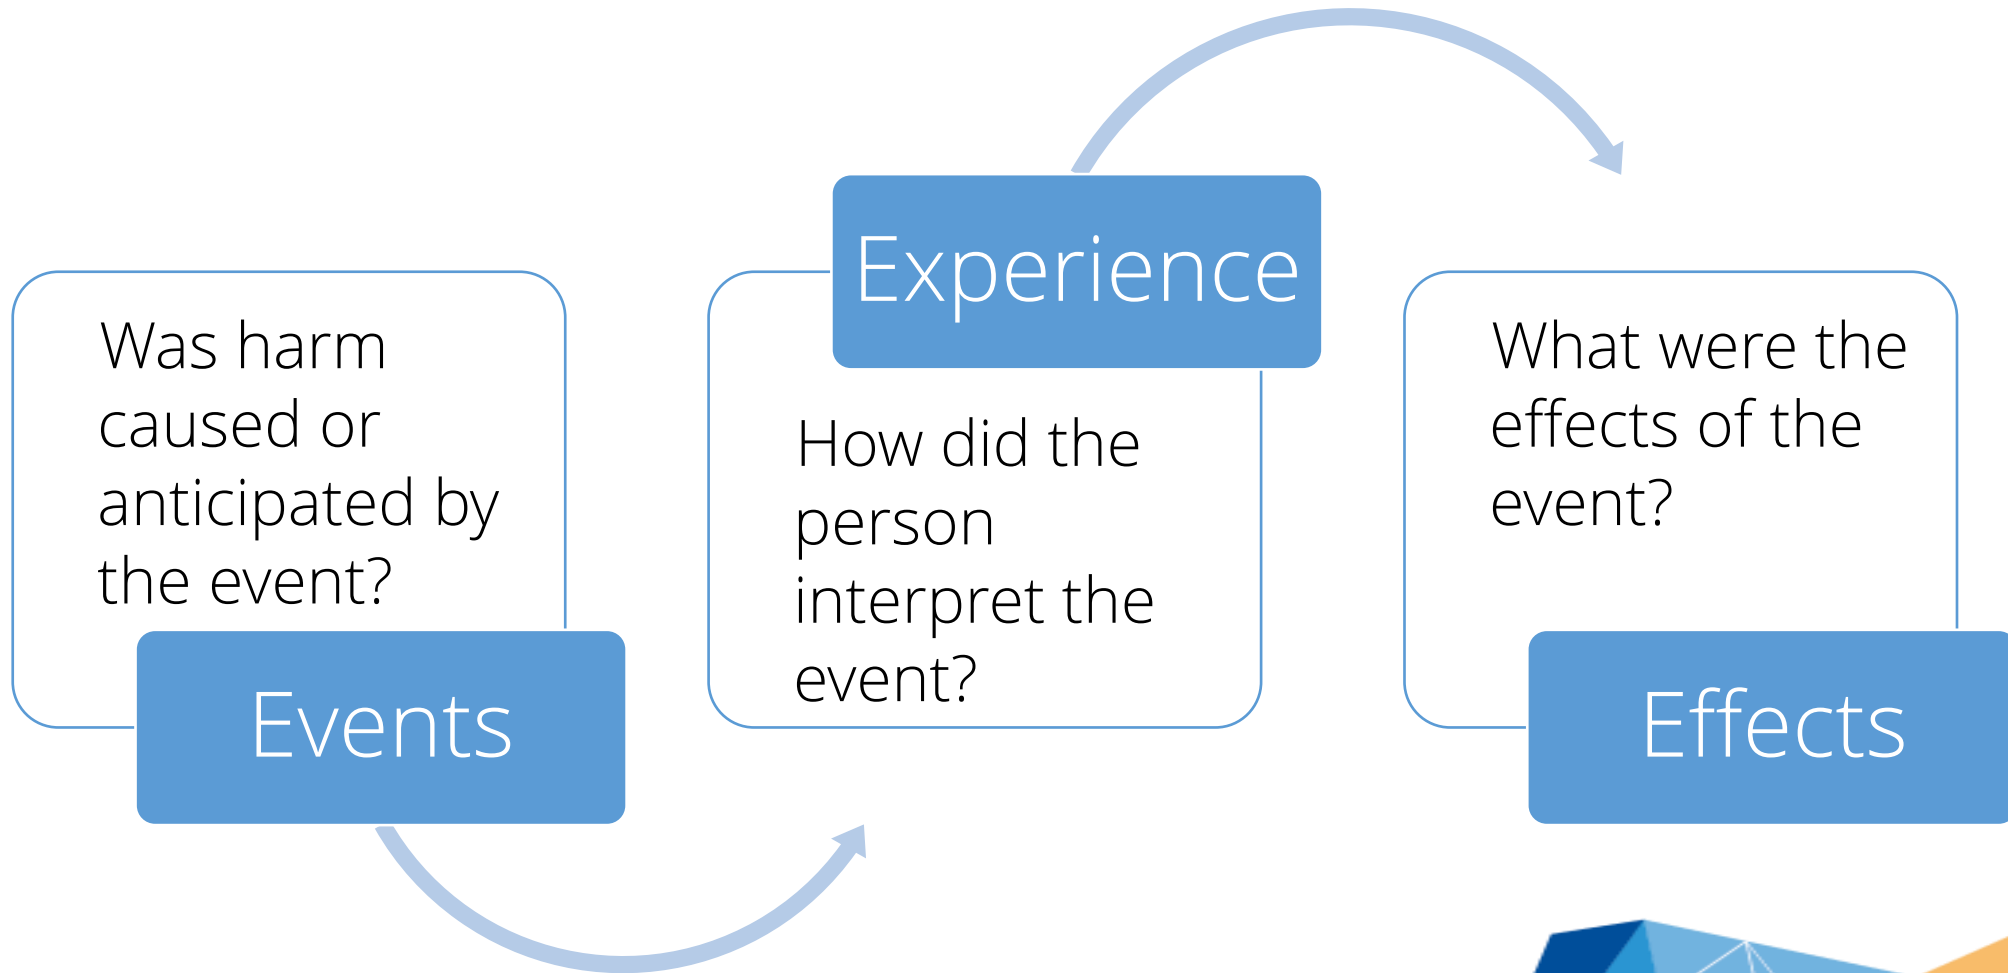 Was harm
caused or
anticipated by
the event?
Events
Experience
How did the
person
interpret the
event?
What were the
effects of the
event?
Effects